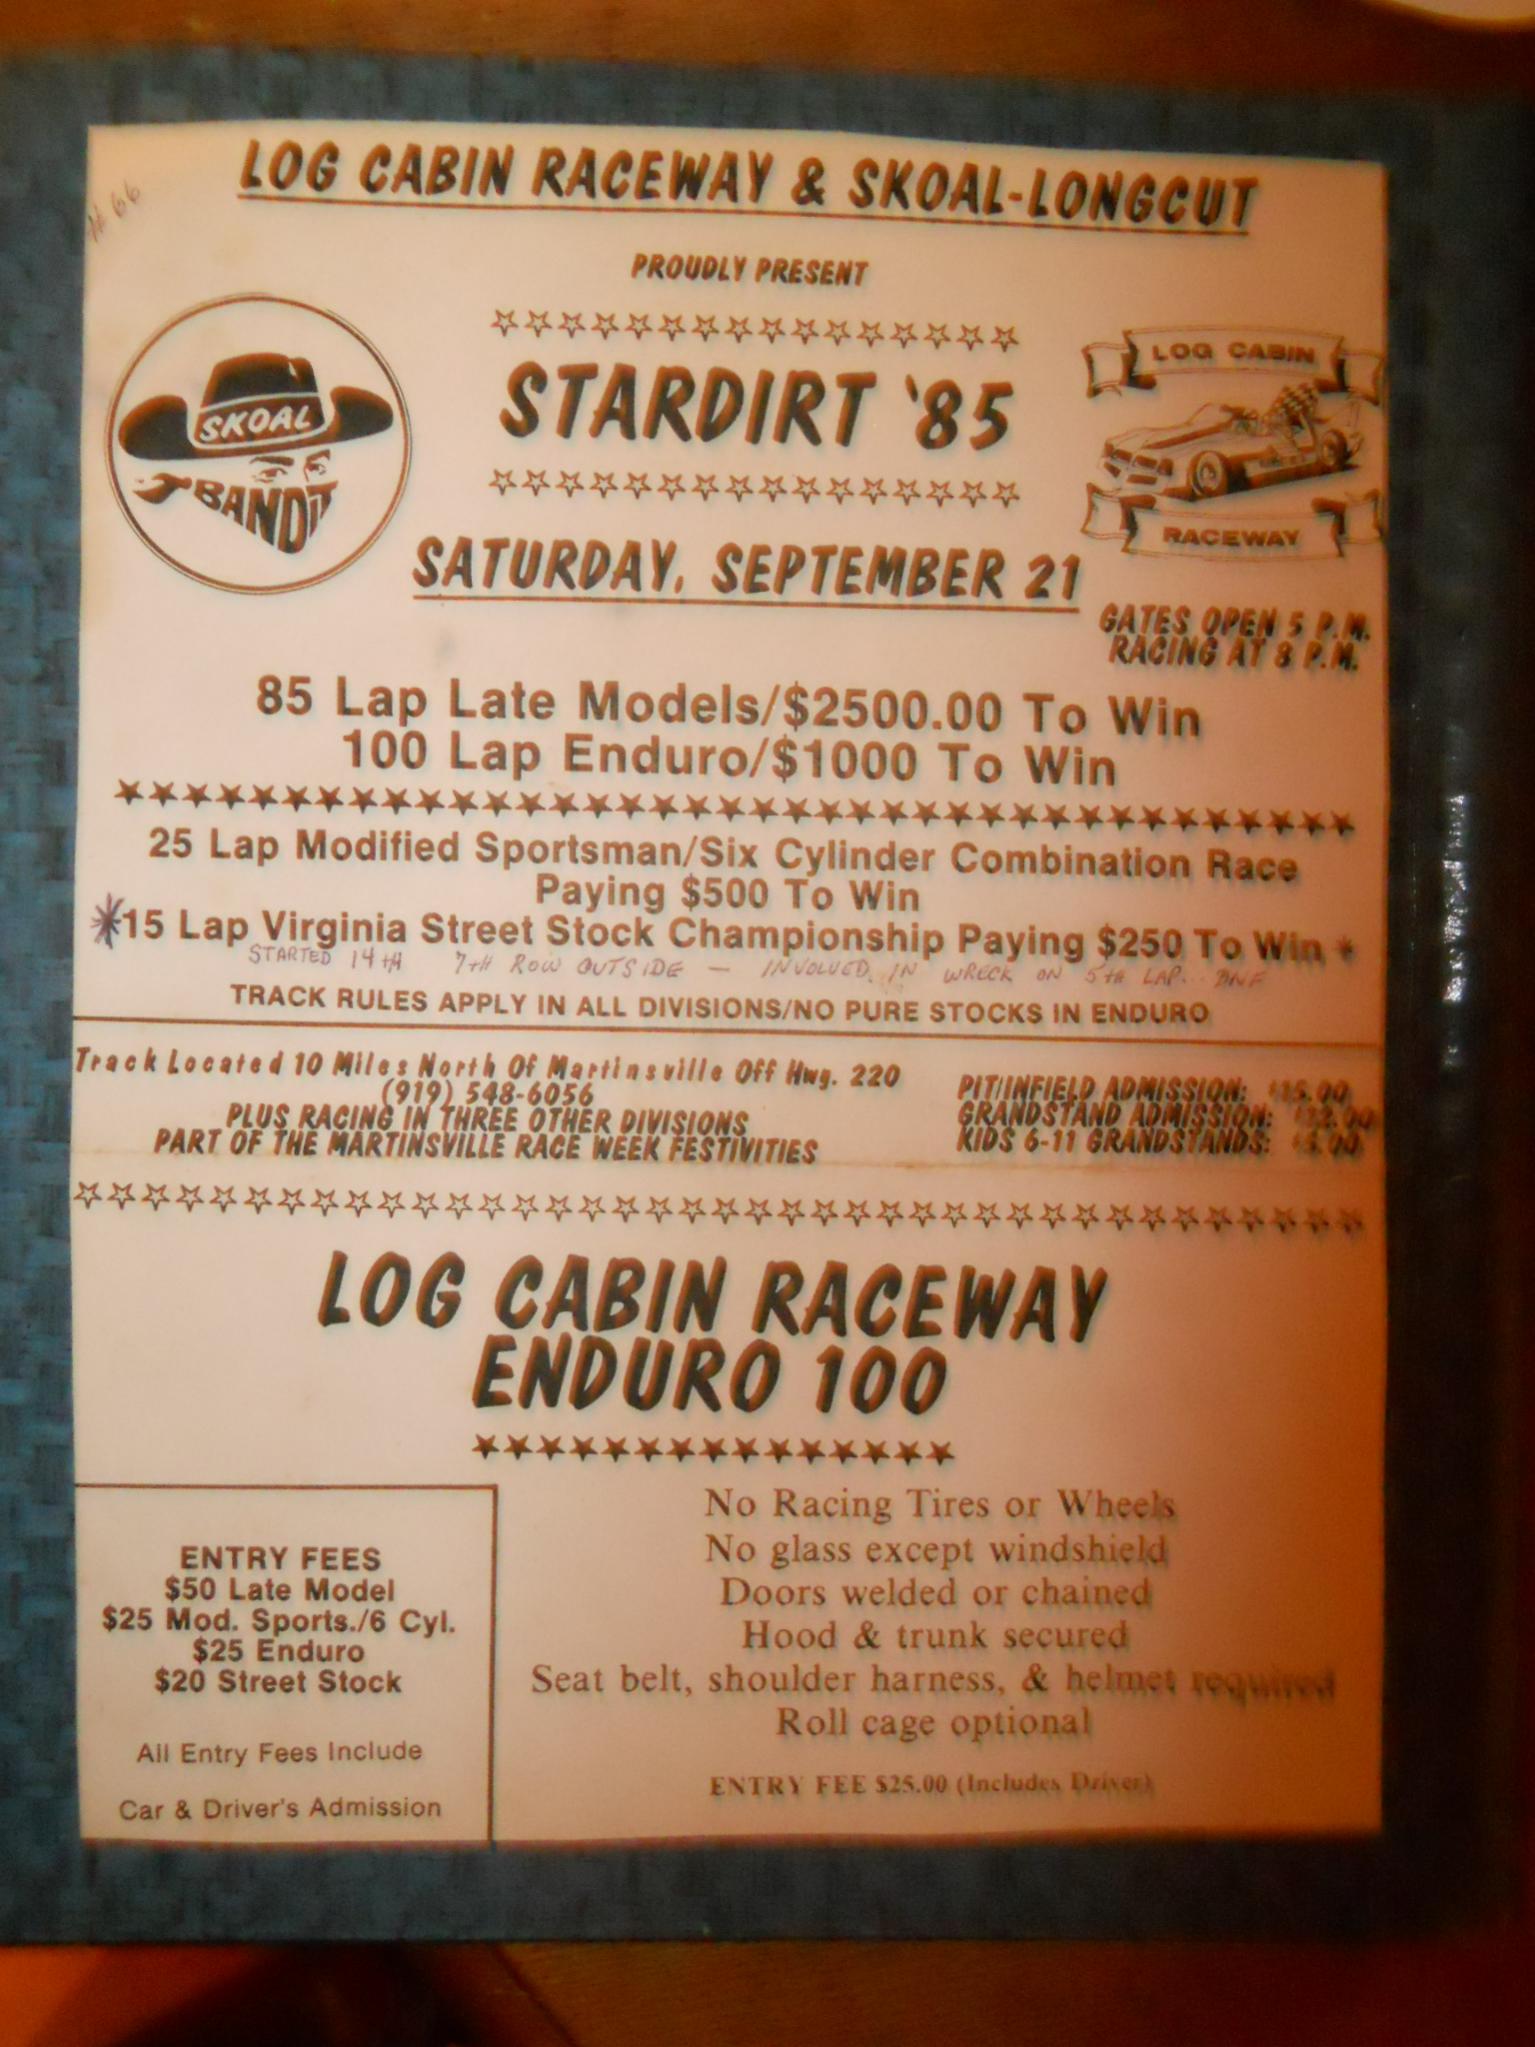 # 66
LOG CABIN RACEWAY & SKOAL-LONGCUT
PROUDLY PRESENT
SKOAL
BANDIT
STARDIRT '85
LOG CABIN
RACEWAY
SATURDAY, SEPTEMBER 21
GATES OPEN 5 P.M.
RACING AT 8 P.M.
85 Lap Late Models/$2500.00 To Win
100 Lap Enduro/$1000 To Win
25 Lap Modified Sportsman/Six Cylinder Combination Race
Paying $500 To Win
*15 Lap Virginia Street Stock Championship Paying $250 To Win *
STARTED 14TH 7TH ROW OUTSIDE — INVOLVED IN WRECK ON 5TH LAP... DNF
TRACK RULES APPLY IN ALL DIVISIONS/NO PURE STOCKS IN ENDURO
Track Located 10 Miles North Of Martinsville Off Hwy. 220
(919) 548-6056
PLUS RACING IN THREE OTHER DIVISIONS
PART OF THE MARTINSVILLE RACE WEEK FESTIVITIES
PIT/INFIELD ADMISSION: $15.00
GRANDSTAND ADMISSION: $12.00
KIDS 6-11 GRANDSTANDS:
LOG CABIN RACEWAY
ENDURO 100
ENTRY FEES
$50 Late Model
$25 Mod. Sports./6 Cyl.
$25 Enduro
$20 Street Stock
All Entry Fees Include
Car & Driver's Admission
No Racing Tires or Wheels
No glass except windshield
Doors welded or chained
Hood & trunk secured
Seat belt, shoulder harness, & helmet required
Roll cage optional
ENTRY FEE $25.00 (Includes Driver)